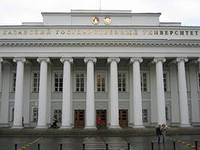 КАЗАНСКИЙ ГОСУДАРСТВЕННЫЙ УНИВЕРСИТЕТ